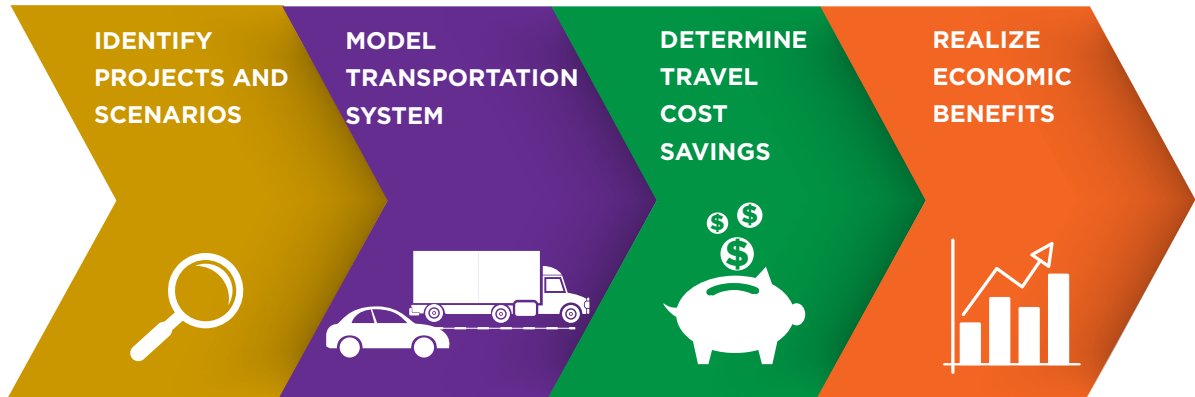 IDENTIFY
PROJECTS AND
SCENARIOS
MODEL
TRANSPORTATION
SYSTEM
DETERMINE
TRAVEL
COST
SAVINGS
REALIZE
ECONOMIC
BENEFITS
$
$
$